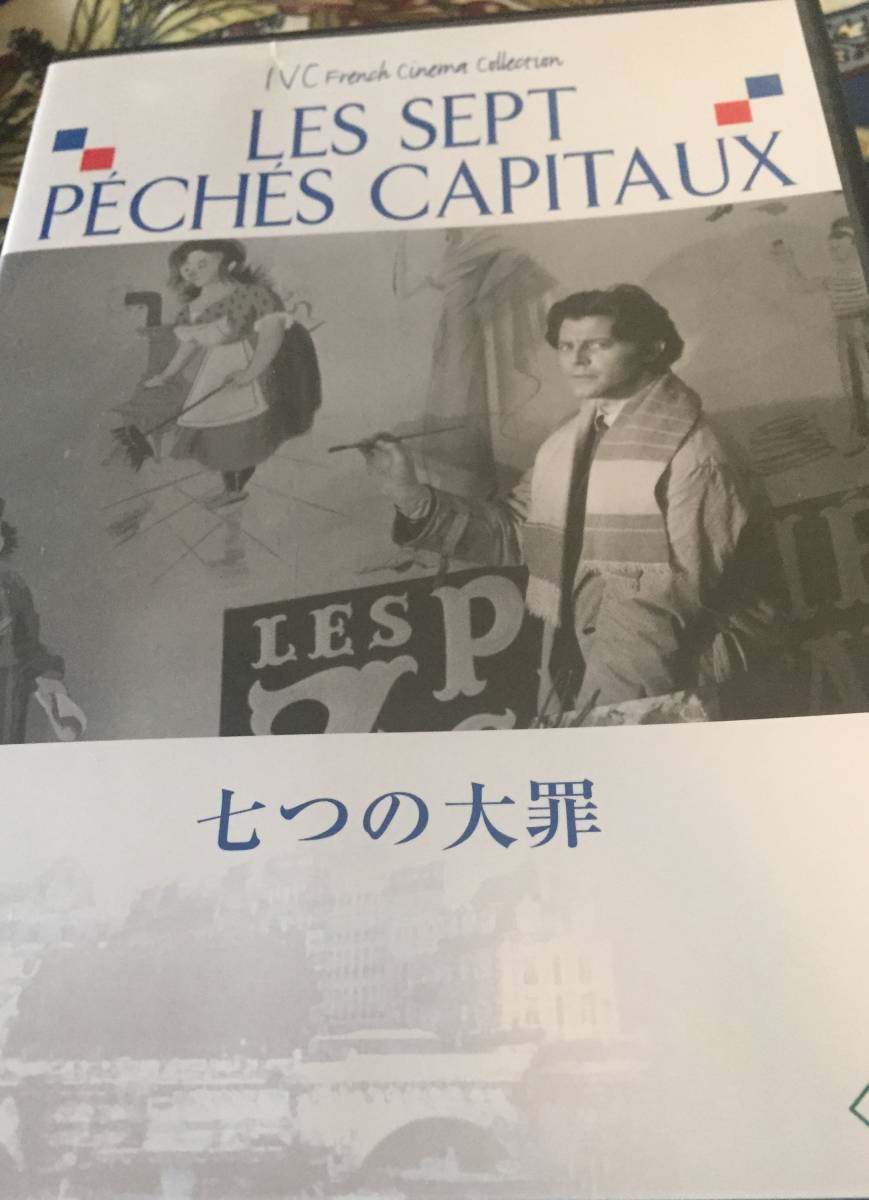 IVC French Cinema Collection
LES SEPT
PÉCHÉS CAPITAUX
LES P
七つの大罪